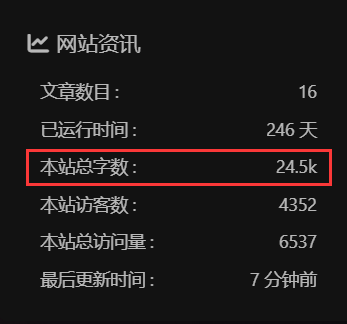 网站资讯
文章数目 : 16
已运行时间 : 246 天
本站总字数 : 24.5k
本站访客数 : 4352
本站总访问量 : 6537
最后更新时间 : 7 分钟前